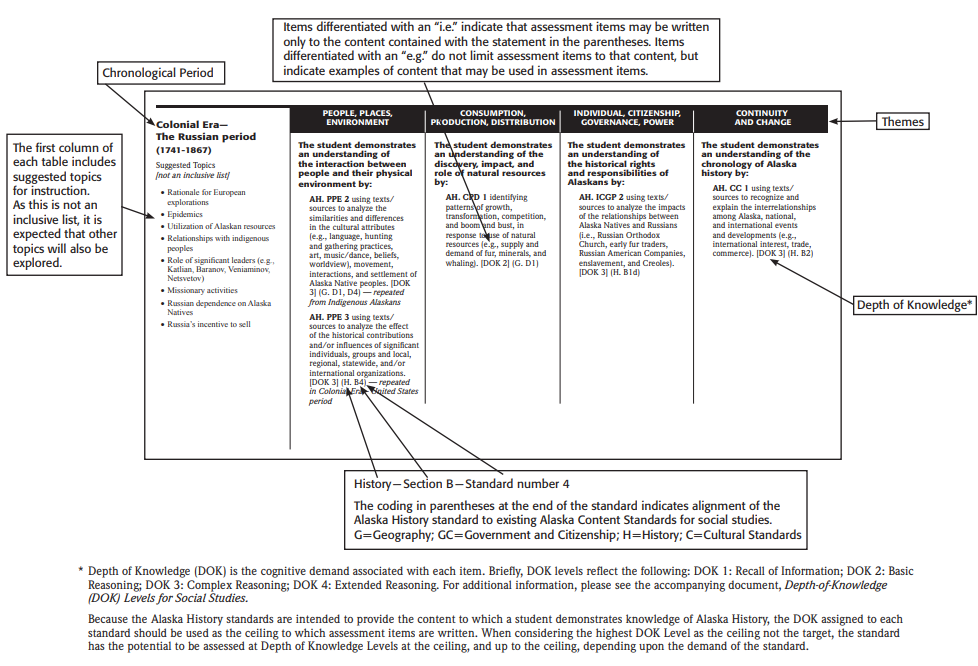 Items differentiated with an “i.e.” indicate that assessment items may be written
only to the content contained with the statement in the parentheses. Items
differentiated with an “e.g.” do not limit assessment items to that content, but
indicate examples of content that may be used in assessment items.
Chronological Period
Themes
The first column of
each table includes
suggested topics
for instruction.
As this is not an
inclusive list, it is
expected that other
topics will also be
explored.
Colonial Era—
The Russian period
(1741-1867)
Suggested Topics
[not an inclusive list]
• Rationale for European
explorations
• Epidemics
• Utilization of Alaskan resources
• Relationships with indigenous
peoples
• Role of significant leaders (e.g.,
Katlian, Baranov, Veniaminov,
Netsvetov)
• Missionary activities
• Russian dependence on Alaska
Natives
• Russia’s incentive to sell
PEOPLE, PLACES,
ENVIRONMENT
The student demonstrates
an understanding of
the interaction between
people and their physical
environment by:
AH. PPE 2 using texts/
sources to analyze the
similarities and differences
in the cultural attributes
(e.g., language, hunting
and gathering practices,
art, music/dance, beliefs,
worldview), movement,
interactions, and settlement of
Alaska Native peoples. [DOK
3] (G. D1, D4) — repeated
from Indigenous Alaskans
AH. PPE 3 using texts/
sources to analyze the effect
of the historical contributions
and/or influences of significant
individuals, groups and local,
regional, statewide, and/or
international organizations.
[DOK 3] (H. B4) — repeated
in Colonial Era—United States
period
CONSUMPTION,
PRODUCTION, DISTTRIBUTION
The student demonstrates
an understanding of the
discovery, impact, and
role of natural resources
by:
AH. CPD 1 identifying
patterns of growth,
transformation, competition,
and boom and bust, in
response to use of natural
resources (e.g., supply and
demand of fur, minerals, and
whaling). [DOK 2] (G. D1)
INDIVIDUAL, CITIZENSHIP,
GOVERNANCE, POWER
The student demonstrates
an understanding of
the historical rights
and responsibilities of
Alaskans by:
AH. ICGP 2 using texts/
sources to analyze the impacts
of the relationships between
Alaska Natives and Russians
(i.e., Russian Orthodox
Church, early fur traders,
Russian American Companies,
enslavement, and Creoles).
[DOK 3] (H. B1d)
CONTINUITY
AND CHANGE
The student demonstrates
an understanding of the
chronology of Alaska
history by:
AH. CC 1 using texts/
sources to recognize and
explain the interrelationships
among Alaska, national,
and international events
and developments (e.g.,
international interest, trade,
commerce). [DOK 3] (H. B2)
Depth of Knowledge*
History—Section B—Standard number 4
The coding in parentheses at the end of the standard indicates alignment of the
Alaska History standard to existing Alaska Content Standards for social studies.
G=Geography; GC=Government and Citizenship; H=History; C=Cultural Standards
* Depth of Knowledge (DOK) is the cognitive demand associated with each item. Briefly, DOK levels reflect the following: DOK 1: Recall of Information; DOK 2: Basic
Reasoning; DOK 3: Complex Reasoning; DOK 4: Extended Reasoning. For additional information, please see the accompanying document, Depth-of-Knowledge
(DOK) Levels for Social Studies.
Because the Alaska History standards are intended to provide the content to which a student demonstrates knowledge of Alaska History, the DOK assigned to each
standard should be used as the ceiling to which assessment items are written. When considering the highest DOK Level as the ceiling not the target, the standard
has the potential to be assessed at Depth of Knowledge Levels at the ceiling, and up to the ceiling, depending upon the demand of the standard.